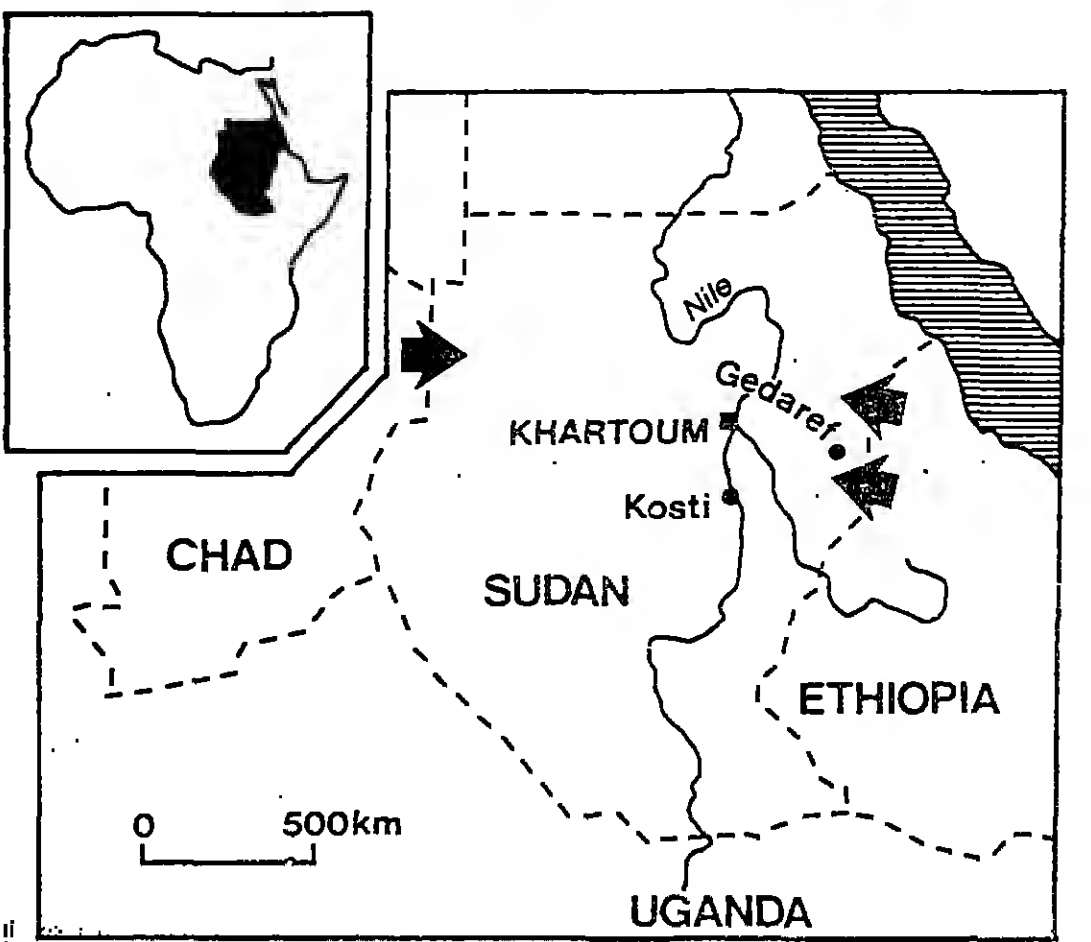 Nile
Gedaref
KHARTOUM
Kosti
CHAD
SUDAN
ETHIOPIA
0 500km
UGANDA